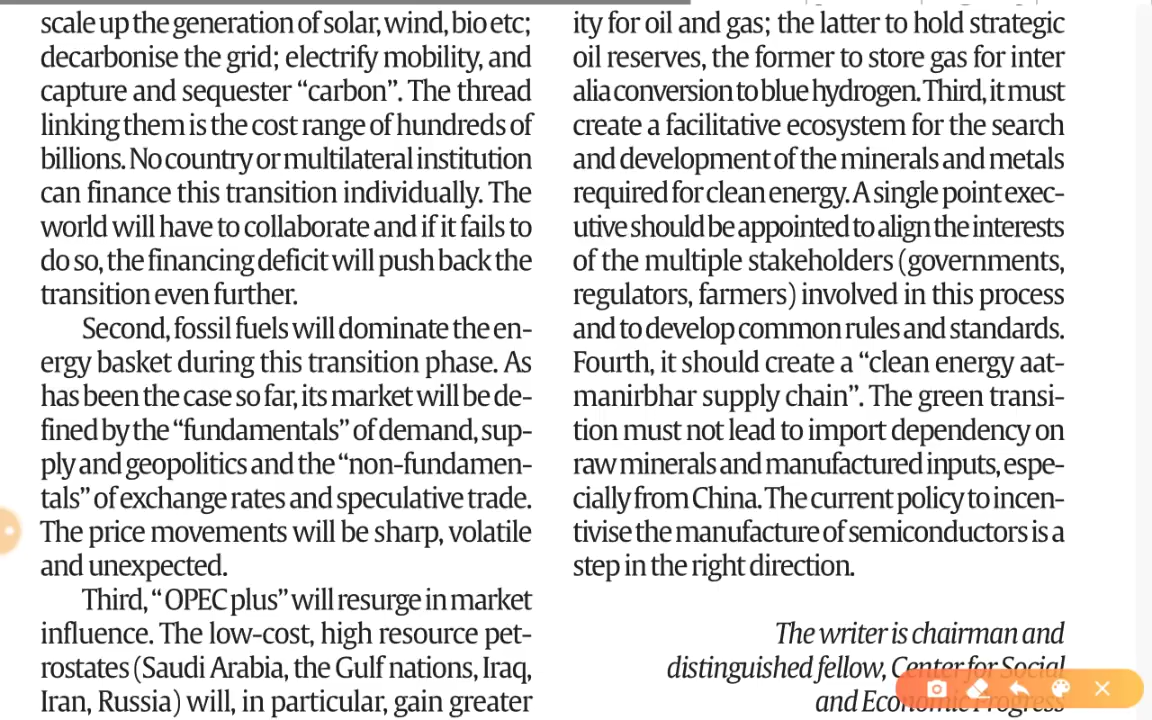 scale up the generation of solar, wind, bio etc;
decarbonise the grid; electrify mobility, and
capture and sequester “carbon”. The thread
linking them is the cost range of hundreds of
billions. No country or multilateral institution
can finance this transition individually. The
world will have to collaborate and if it fails to
do so, the financing deficit will push back the
transition even further.
Second, fossil fuels will dominate the en-
ergy basket during this transition phase. As
has been the case so far, its market will be de-
fined by the “fundamentals” of demand, sup-
ply and geopolitics and the “non-fundamen-
tals” of exchange rates and speculative trade.
The price movements will be sharp, volatile
and unexpected.
Third, “OPEC plus” will resurge in market
influence. The low-cost, high resource pet-
rostates (Saudi Arabia, the Gulf nations, Iraq,
Iran, Russia) will, in particular, gain greater
ity for oil and gas; the latter to hold strategic
oil reserves, the former to store gas for inter
alia conversion to blue hydrogen. Third, it must
create a facilitative ecosystem for the search
and development of the minerals and metals
required for clean energy. A single point exec-
utive should be appointed to align the interests
of the multiple stakeholders (governments,
regulators, farmers) involved in this process
and to develop common rules and standards.
Fourth, it should create a “clean energy aat-
manirbhar supply chain”. The green transi-
tion must not lead to import dependency on
raw minerals and manufactured inputs, espe-
cially from China. The current policy to incen-
tivise the manufacture of semiconductors is a
step in the right direction.
The writer is chairman and
distinguished fellow, Center for Social
and Economic Progress